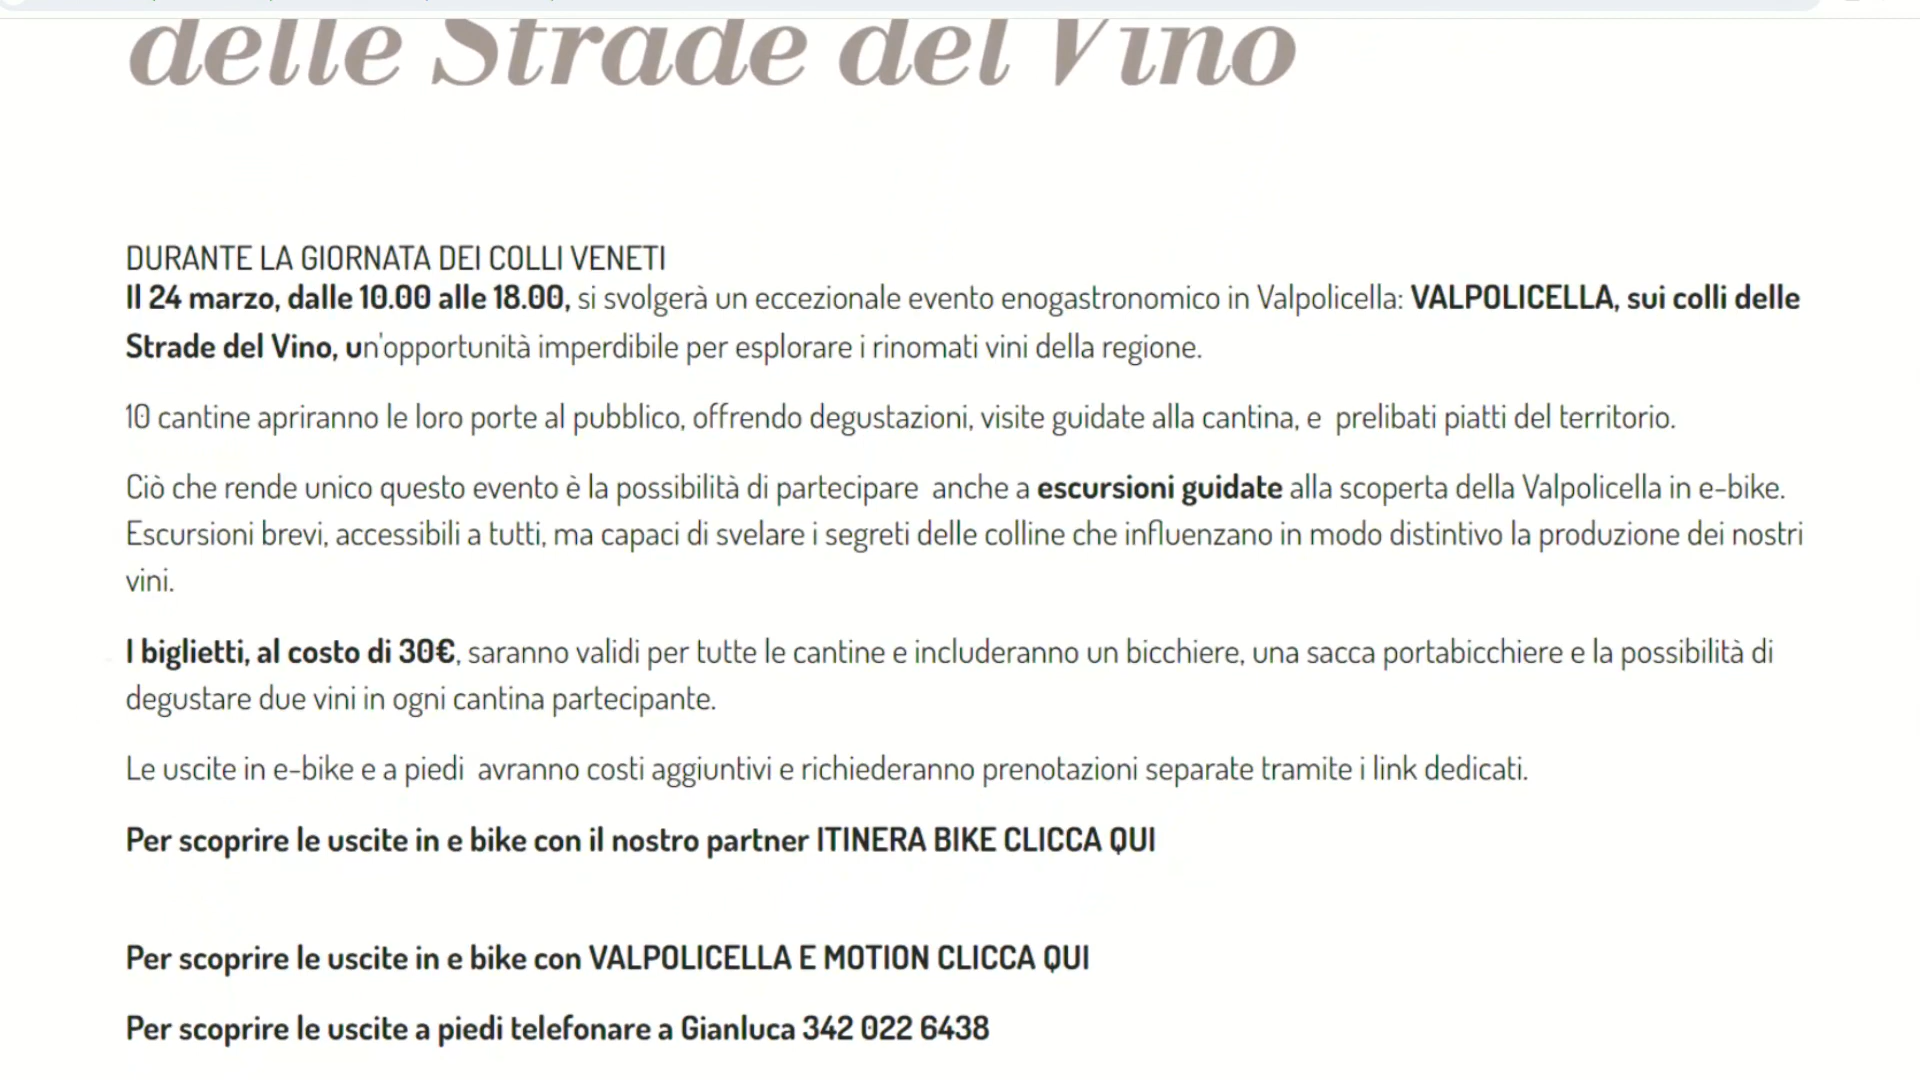 delle Strade del Vino
DURANTE LA GIORNATA DEI COLLI VENETI
Il 24 marzo, dalle 10.00 alle 18.00, si svolgerà un eccezionale evento enogastronomico in Valpolicella: VALPOLICELLA, sui colli delle
Strade del Vino, un'opportunità imperdibile per esplorare i rinomati vini della regione.
10 cantine apriranno le loro porte al pubblico, offrendo degustazioni, visite guidate alla cantina, e prelibati piatti del territorio.
Ciò che rende unico questo evento è la possibilità di partecipare anche a escursioni guidate alla scoperta della Valpolicella in e-bike.
Escursioni brevi, accessibili a tutti, ma capaci di svelare i segreti delle colline che influenzano in modo distintivo la produzione dei nostri
vini.
I biglietti, al costo di 30€, saranno validi per tutte le cantine e includeranno un bicchiere, una sacca portabicchiere e la possibilità di
degustare due vini in ogni cantina partecipante.
Le uscite in e-bike e a piedi avranno costi aggiuntivi e richiederanno prenotazioni separate tramite i link dedicati.
Per scoprire le uscite in e bike con il nostro partner ITINERA BIKE CLICCA QUI
Per scoprire le uscite in e bike con VALPOLICELLA E MOTION CLICCA QUI
Per scoprire le uscite a piedi telefonare a Gianluca 342 022 6438